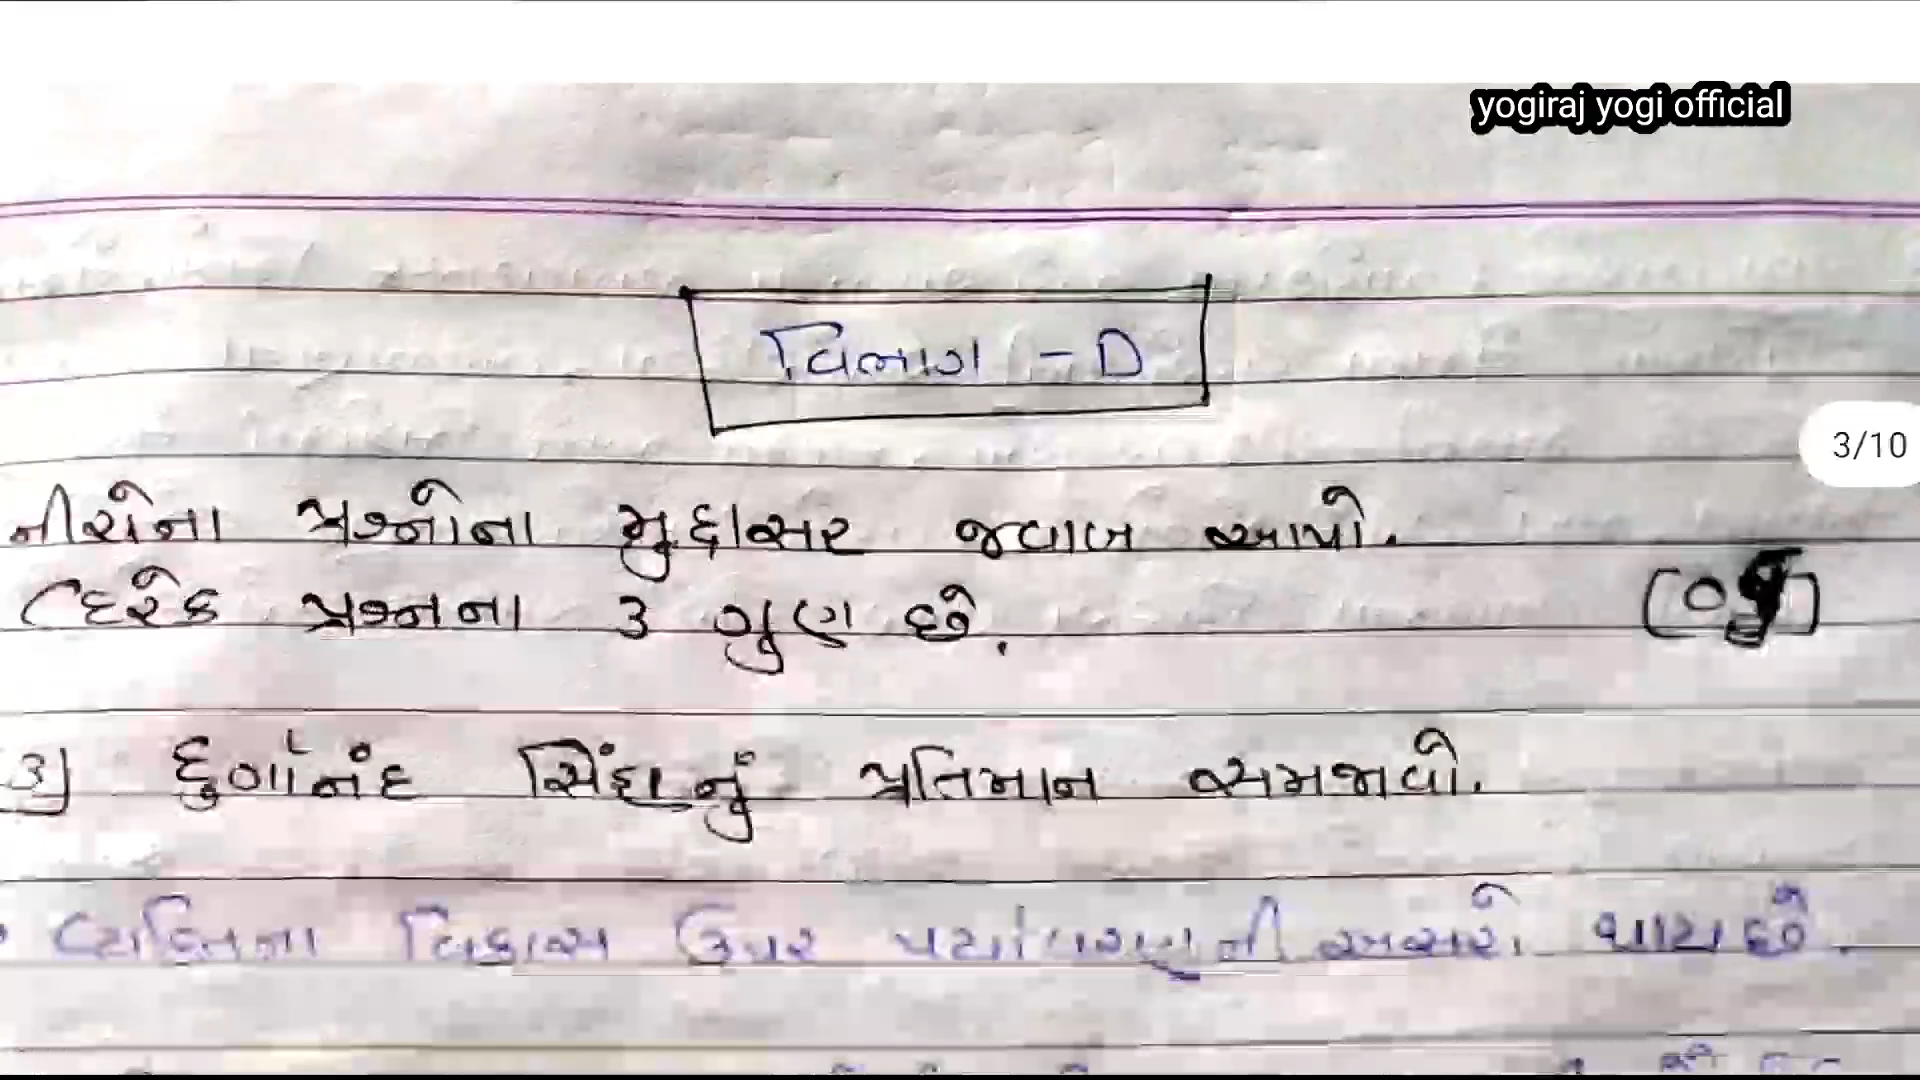 yogiraj yogi official
વિભાગ - D
3/10
નીચેના પ્રશ્નોના મુદ્દાસર જવાબ આપો.
(દરેક પ્રશ્નના 3 ગુણ છે.
દુર્ગાનંદ સિંહાનું પ્રતિમાન સમજાવો.
વ્યક્તિના વિકાસ ઉપર પર્યાવરણની અસરો થાય છે.